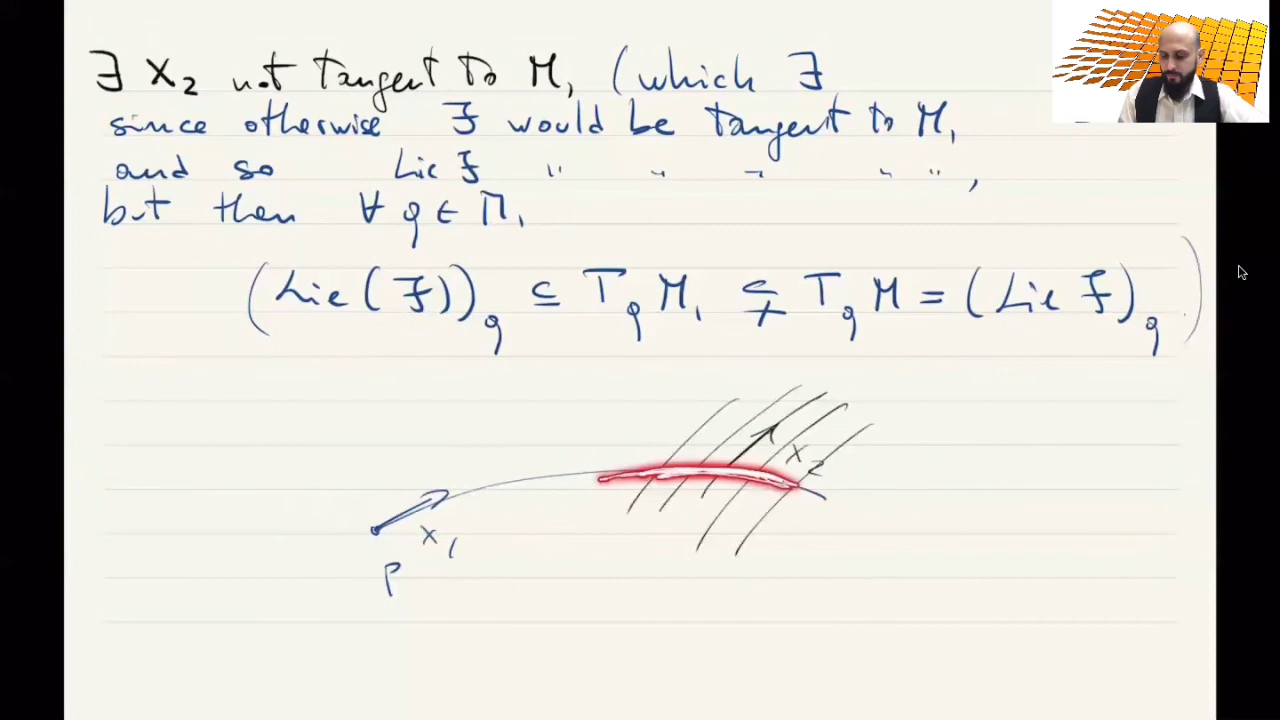 ∃ X₂ not tangent to M₁ (which ∃
since otherwise ℱ would be tangent to M₁
and so Lie ℱ " " " " ",
but then ∀ q ∈ M₁
(Lie(ℱ))_q ⊆ T_q M₁ ⊊ T_q M = (Lie ℱ)_q )
X₂
X₁
P